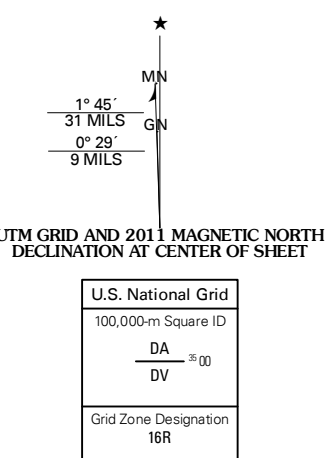 ★
MN
1° 45´
31 MILS
GN
0° 29´
9 MILS
UTM GRID AND 2011 MAGNETIC NORTH
DECLINATION AT CENTER OF SHEET
U.S. National Grid
100,000-m Square ID
DA
35 00
DV
Grid Zone Designation
16R